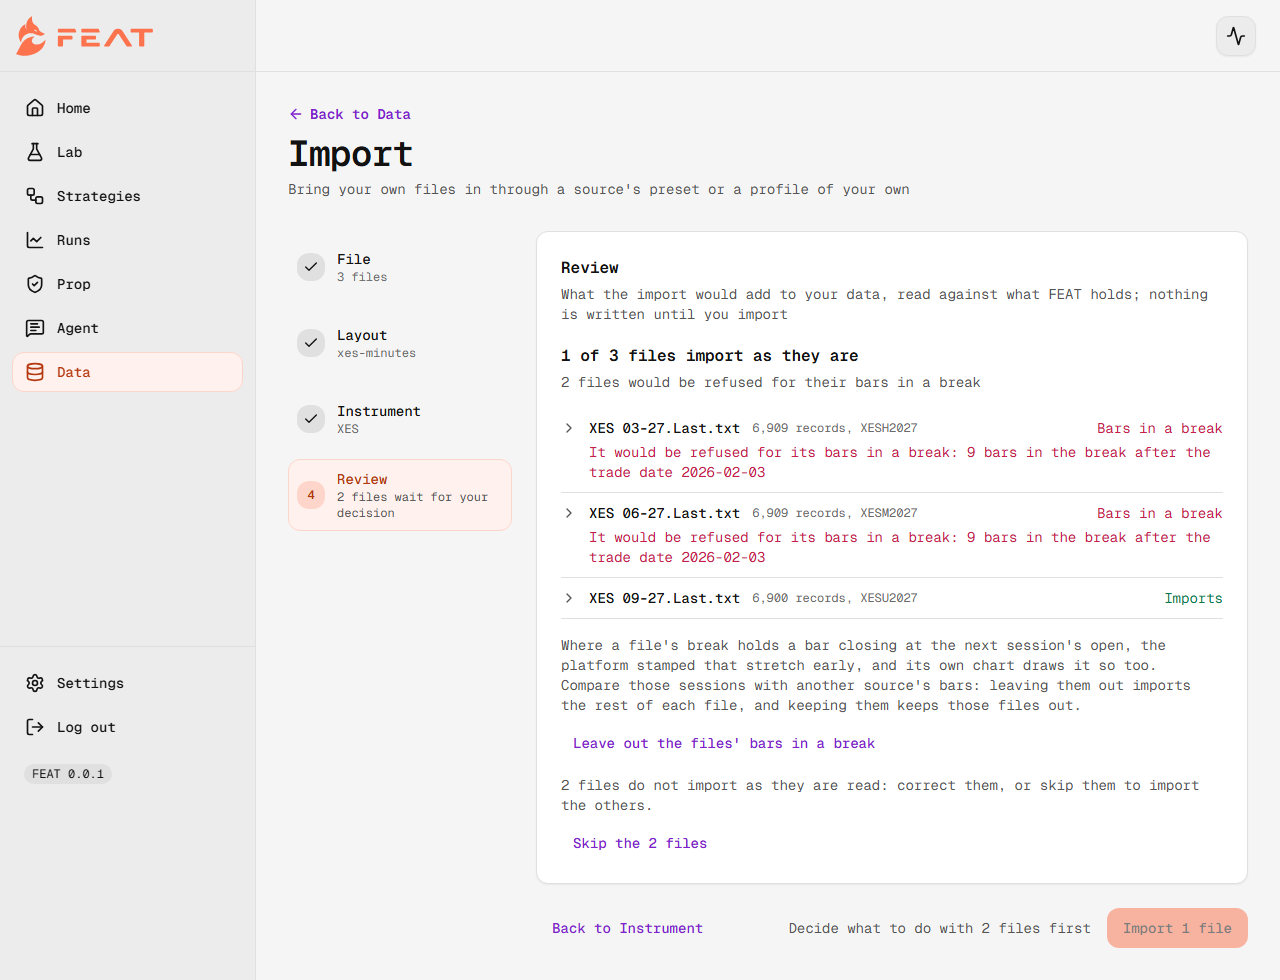 FEAT
Home
Lab
Strategies
Runs
Prop
Agent
Data
Settings
Log out
FEAT 0.0.1
Back to Data
Import
Bring your own files in through a source's preset or a profile of your own
File
3 files
Layout
xes-minutes
Instrument
XES
4
Review
2 files wait for your
decision
Review
What the import would add to your data, read against what FEAT holds; nothing
is written until you import
1 of 3 files import as they are
2 files would be refused for their bars in a break
XES 03-27.Last.txt 6,909 records, XESH2027 Bars in a break
It would be refused for its bars in a break: 9 bars in the break after the
trade date 2026-02-03
XES 06-27.Last.txt 6,909 records, XESM2027 Bars in a break
It would be refused for its bars in a break: 9 bars in the break after the
trade date 2026-02-03
XES 09-27.Last.txt 6,900 records, XESU2027 Imports
Where a file's break holds a bar closing at the next session's open, the
platform stamped that stretch early, and its own chart draws it so too.
Compare those sessions with another source's bars: leaving them out imports
the rest of each file, and keeping them keeps those files out.
Leave out the files' bars in a break
2 files do not import as they are read: correct them, or skip them to import
the others.
Skip the 2 files
Back to Instrument
Decide what to do with 2 files first
Import 1 file